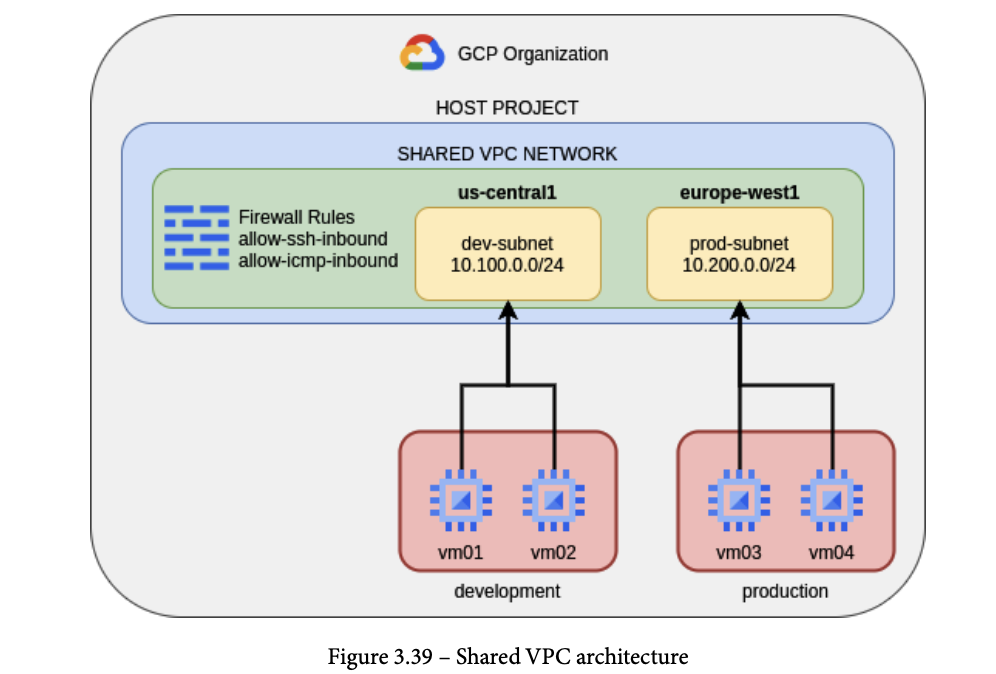 GCP Organization
HOST PROJECT
SHARED VPC NETWORK
Firewall Rules
allow-ssh-inbound
allow-icmp-inbound
us-central1
dev-subnet
10.100.0.0/24
europe-west1
prod-subnet
10.200.0.0/24
vm01
vm02
development
vm03
vm04
production
Figure 3.39 – Shared VPC architecture